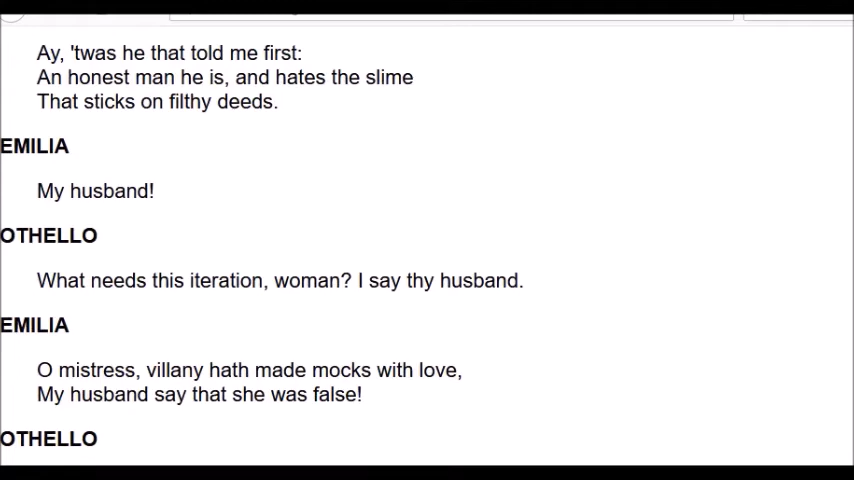 Ay, 'twas he that told me first:
An honest man he is, and hates the slime
That sticks on filthy deeds.
EMILIA
My husband!
OTHELLO
What needs this iteration, woman? I say thy husband.
EMILIA
O mistress, villany hath made mocks with love,
My husband say that she was false!
OTHELLO